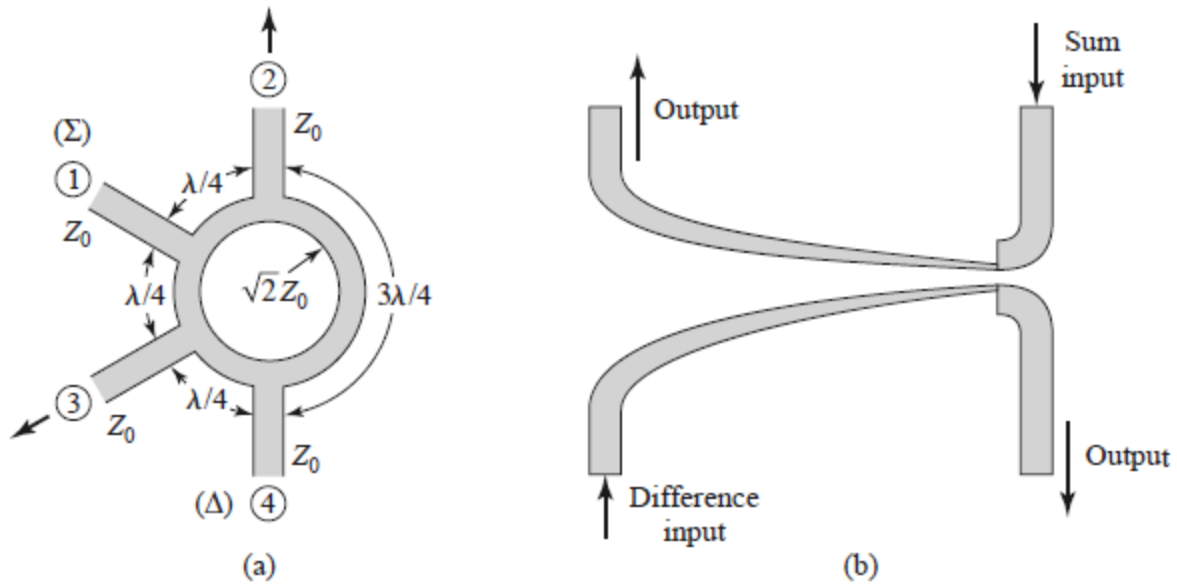 ②
Z₀
(Σ)
①
λ/4
Z₀
λ/4
√2 Z₀
3λ/4
③
λ/4
Z₀
Z₀
(Δ) ④
(a)
Sum
input
Output
Output
Difference
input
(b)